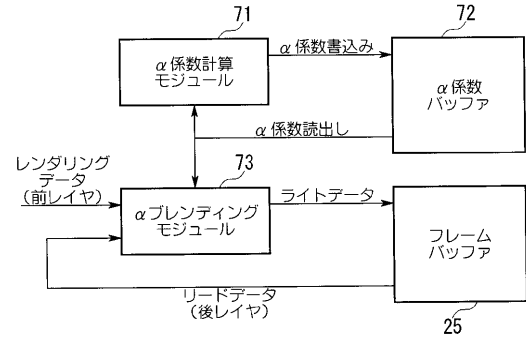 71
α係数計算
モジュール
α係数書込み
72
α係数
バッファ
α係数読出し
レンダリング
データ
(前レイヤ)
73
αブレンディング
モジュール
ライトデータ
フレーム
バッファ
リードデータ
(後レイヤ)
25